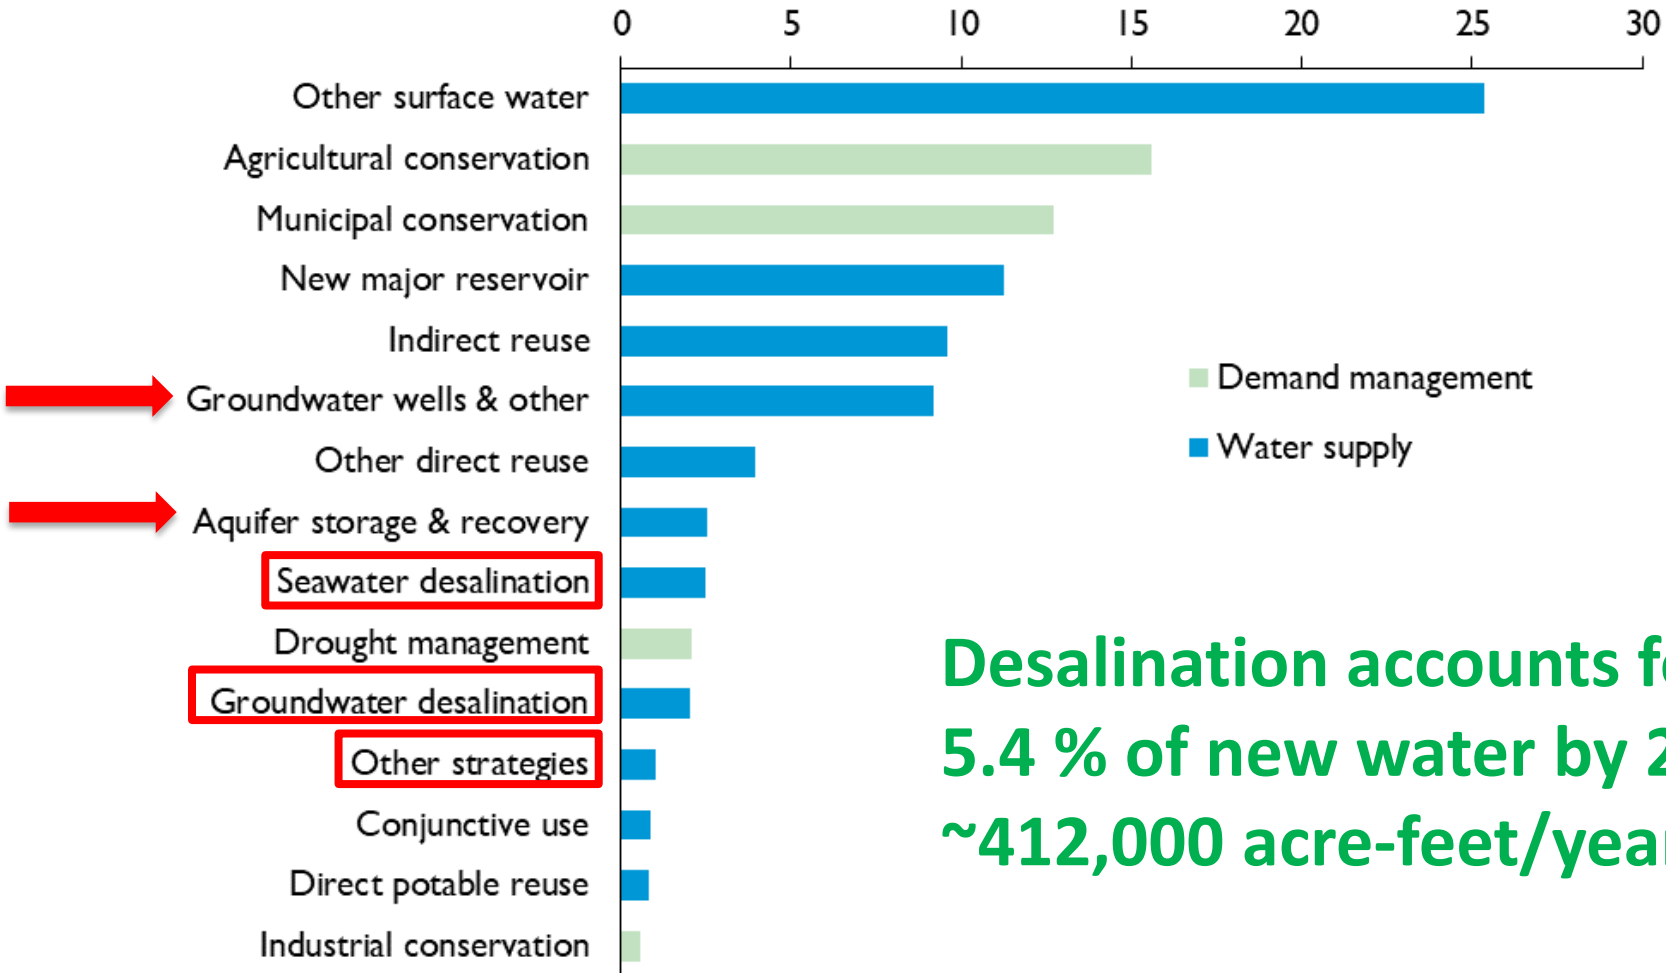 0 5 10 15 20 25 30
Other surface water
Agricultural conservation
Municipal conservation
New major reservoir
Indirect reuse
Groundwater wells & other
Other direct reuse
Aquifer storage & recovery
Seawater desalination
Drought management
Groundwater desalination
Other strategies
Conjunctive use
Direct potable reuse
Industrial conservation
Demand management
Water supply
Desalination accounts
5.4 % of new water by
~412,000 acre-feet/year